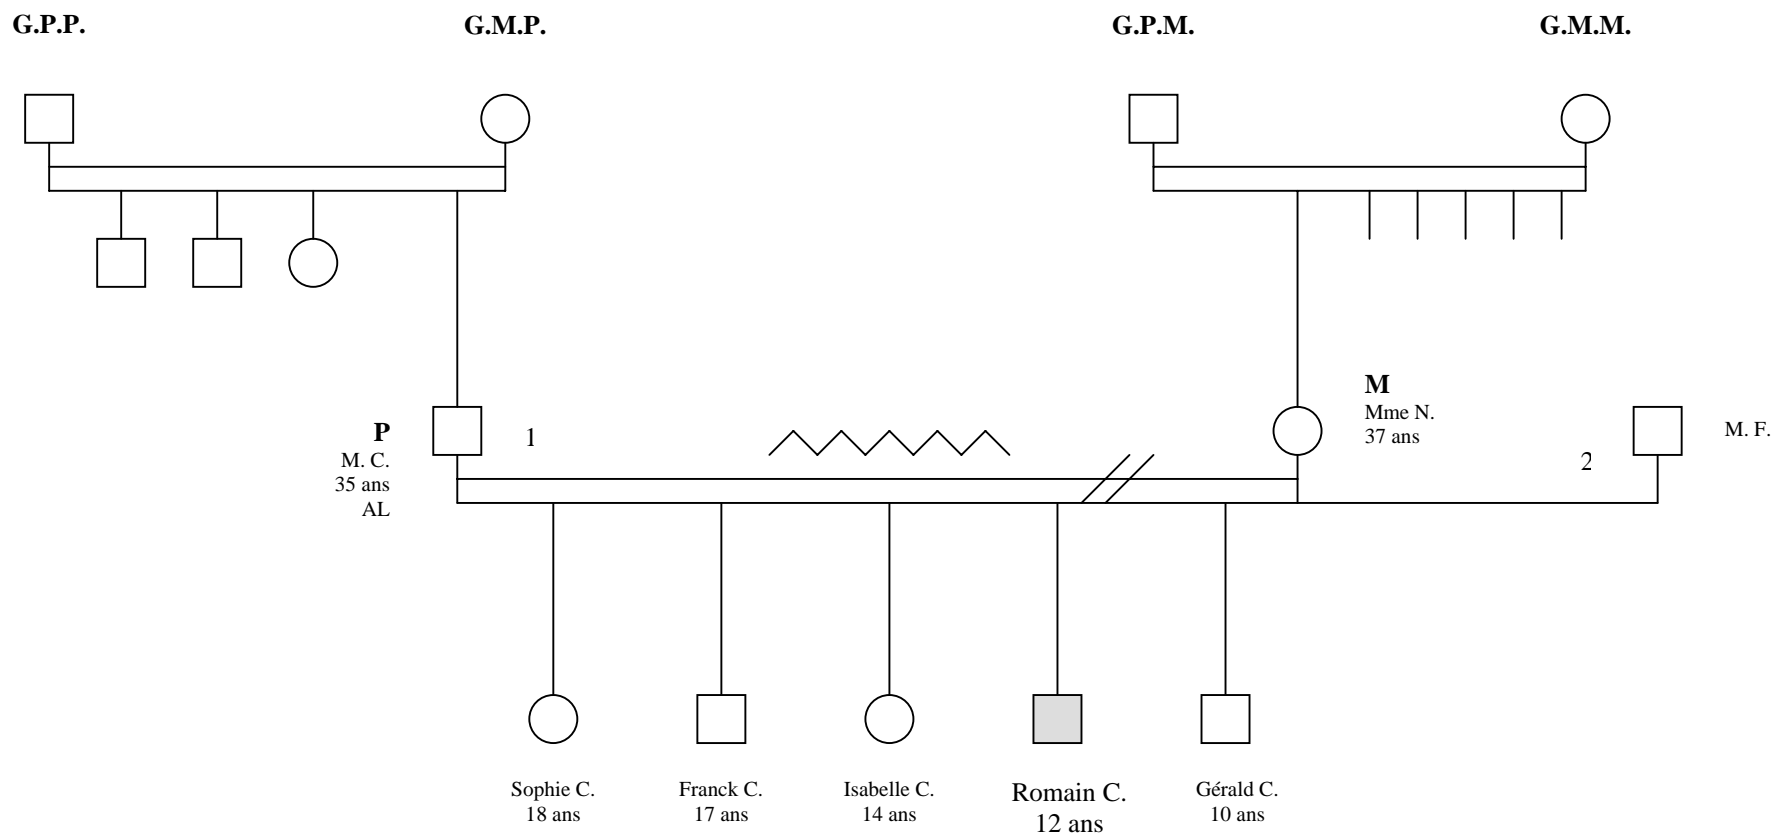 G.P.P.
G.M.P.
G.P.M.
G.M.M.
P
M. C.
35 ans
AL
1
M
Mme N.
37 ans
2
M. F.
Sophie C.
18 ans
Franck C.
17 ans
Isabelle C.
14 ans
Romain C.
12 ans
Gérald C.
10 ans